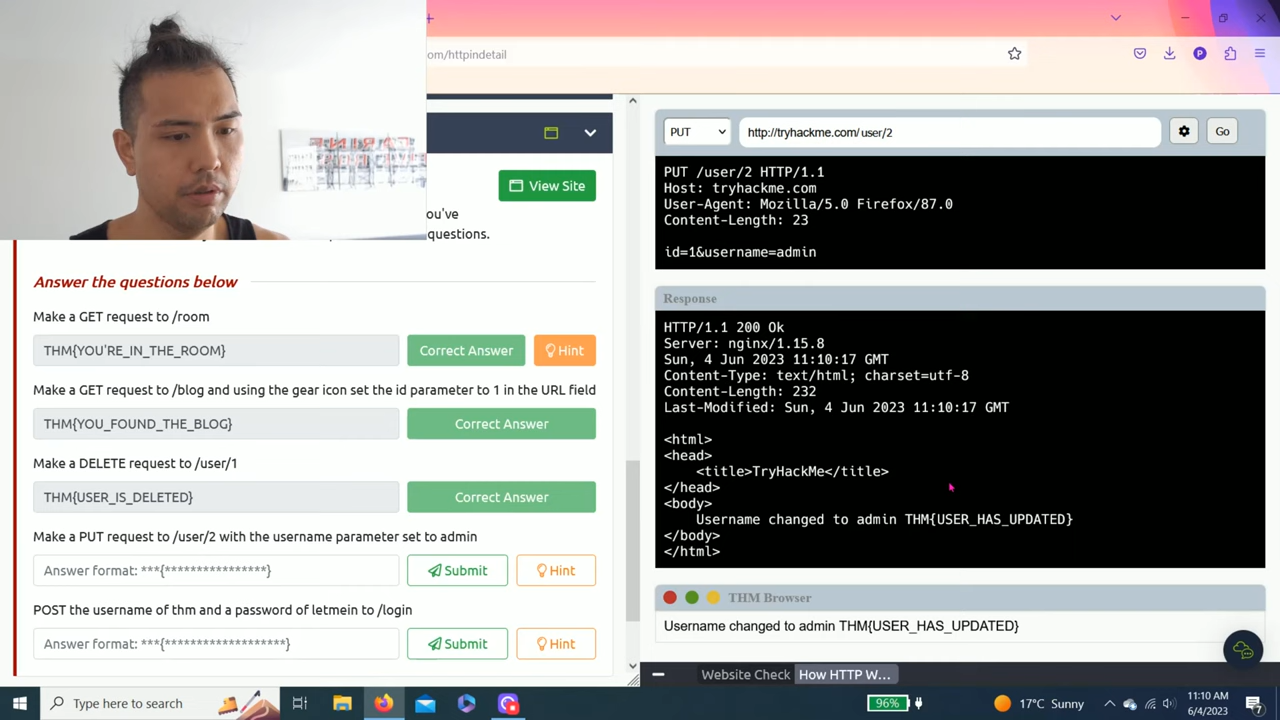 com/httpindetail
View Site
ou've
questions.
Answer the questions below
Make a GET request to /room
THM{YOU'RE_IN_THE_ROOM}
Correct Answer
Hint
Make a GET request to /blog and using the gear icon set the id parameter to 1 in the URL field
THM{YOU_FOUND_THE_BLOG}
Correct Answer
Make a DELETE request to /user/1
THM{USER_IS_DELETED}
Correct Answer
Make a PUT request to /user/2 with the username parameter set to admin
Answer format: ***{****************}
Submit
Hint
POST the username of thm and a password of letmein to /login
Answer format: ***{*******************}
Submit
Hint
PUT
http://tryhackme.com/user/2
Go
PUT /user/2 HTTP/1.1
Host: tryhackme.com
User-Agent: Mozilla/5.0 Firefox/87.0
Content-Length: 23
id=1&username=admin
Response
HTTP/1.1 200 Ok
Server: nginx/1.15.8
Sun, 4 Jun 2023 11:10:17 GMT
Content-Type: text/html; charset=utf-8
Content-Length: 232
Last-Modified: Sun, 4 Jun 2023 11:10:17 GMT
<html>
<head>
<title>TryHackMe</title>
</head>
<body>
Username changed to admin THM{USER_HAS_UPDATED}
</body>
</html>
THM Browser
Username changed to admin THM{USER_HAS_UPDATED}
Website Check
How HTTP W...
Type here to search
96%
17°C Sunny
11:10 AM
6/4/2023
7